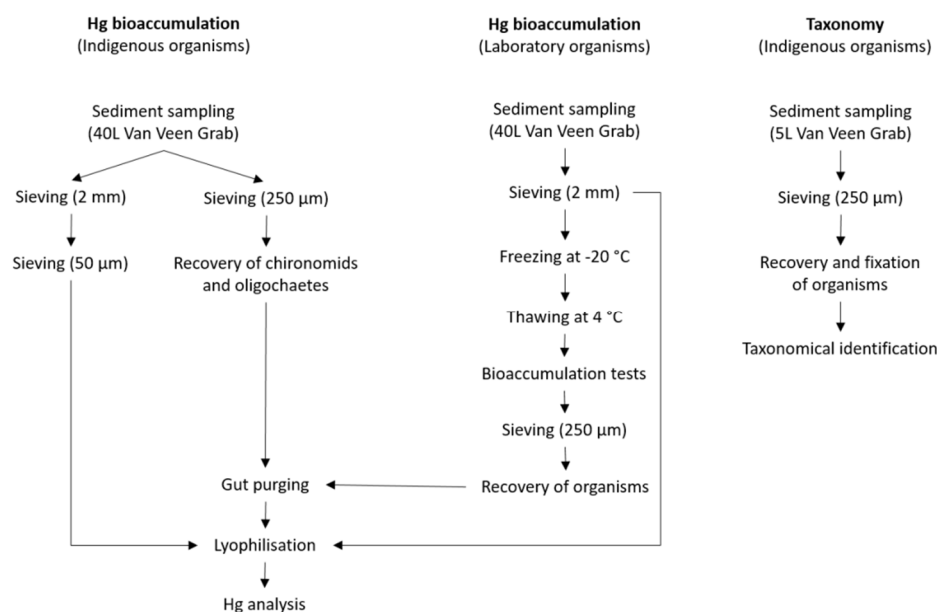 Hg bioaccumulation
(Indigenous organisms)
Sediment sampling
(40L Van Veen Grab)
Sieving (2 mm)
Sieving (250 µm)
Sieving (50 µm)
Recovery of chironomids
and oligochaetes
Gut purging
Lyophilisation
Hg analysis
Hg bioaccumulation
(Laboratory organisms)
Sediment sampling
(40L Van Veen Grab)
Sieving (2 mm)
Freezing at -20 °C
Thawing at 4 °C
Bioaccumulation tests
Sieving (250 µm)
Recovery of organisms
Taxonomy
(Indigenous organisms)
Sediment sampling
(5L Van Veen Grab)
Sieving (250 µm)
Recovery and fixation
of organisms
Taxonomical identification